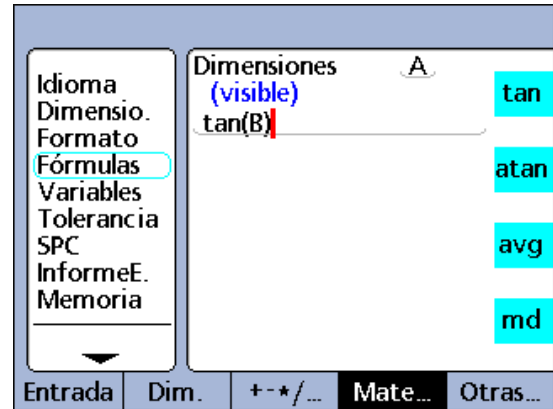 Idioma
Dimensio.
Formato
Fórmulas
Variables
Tolerancia
SPC
InformeE.
Memoria
Dimensiones A
(visible)
tan(B)
tan
atan
avg
md
Entrada Dim. +-*/... Mate... Otras...